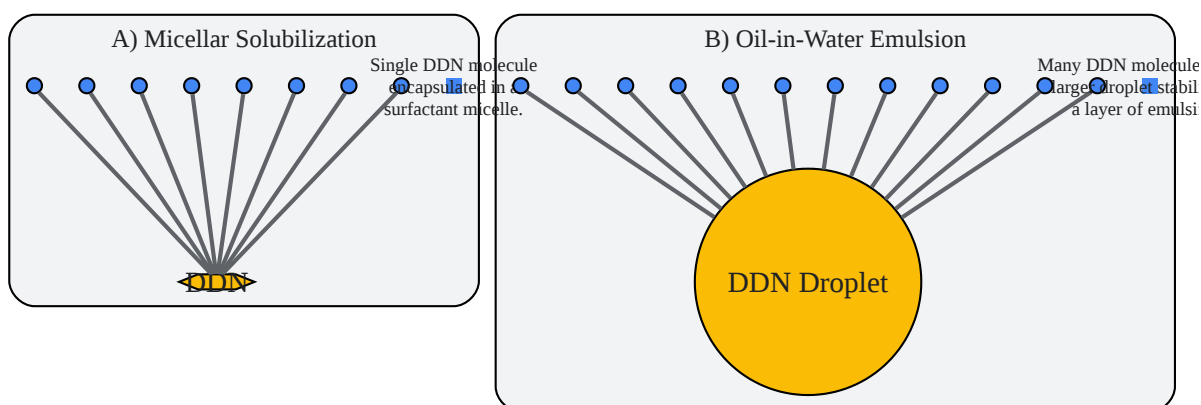 A) Micellar Solubilization
Single DDN molecule
encapsulated in a
surfactant micelle.
DDN
B) Oil-in-Water Emulsion
Many DDN molecule
larger droplet stabili
a layer of emulsi
DDN Droplet